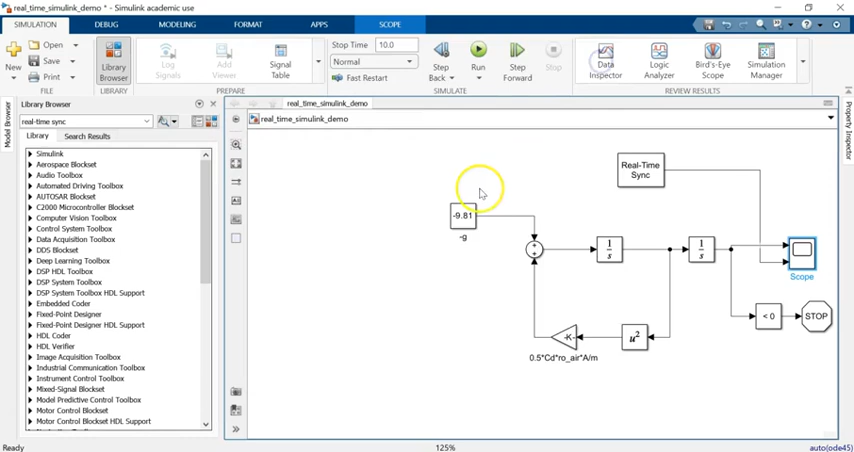 real_time_simulink_demo * - Simulink academic use
SIMULATION
DEBUG
MODELING
FORMAT
APPS
SCOPE
New
Open
Save
Print
FILE
Library
Browser
LIBRARY
Log
Signals
Add
Viewer
Signal
Table
PREPARE
Stop Time 10.0
Normal
Fast Restart
Step
Back
Run
Step
Forward
Stop
SIMULATE
Data
Inspector
Logic
Analyzer
Bird's-Eye
Scope
Simulation
Manager
REVIEW RESULTS
Model Browser
Library Browser
real-time sync
Library
Search Results
Simulink
Aerospace Blockset
Audio Toolbox
Automated Driving Toolbox
AUTOSAR Blockset
C2000 Microcontroller Blockset
Computer Vision Toolbox
Control System Toolbox
Data Acquisition Toolbox
DDS Blockset
Deep Learning Toolbox
DSP HDL Toolbox
DSP System Toolbox
DSP System Toolbox HDL Support
Embedded Coder
Fixed-Point Designer
Fixed-Point Designer HDL Support
HDL Coder
HDL Verifier
Image Acquisition Toolbox
Industrial Communication Toolbox
Instrument Control Toolbox
Mixed-Signal Blockset
Model Predictive Control Toolbox
Motor Control Blockset
Motor Control Blockset HDL Support
real_time_simulink_demo
real_time_simulink_demo
Real-Time
Sync
-9.81
-g
+
+
1
s
1
s
Scope
< 0
STOP
-K-
u²
0.5*Cd*ro_air*A/m
Property Inspector
Ready
125%
auto(ode45)